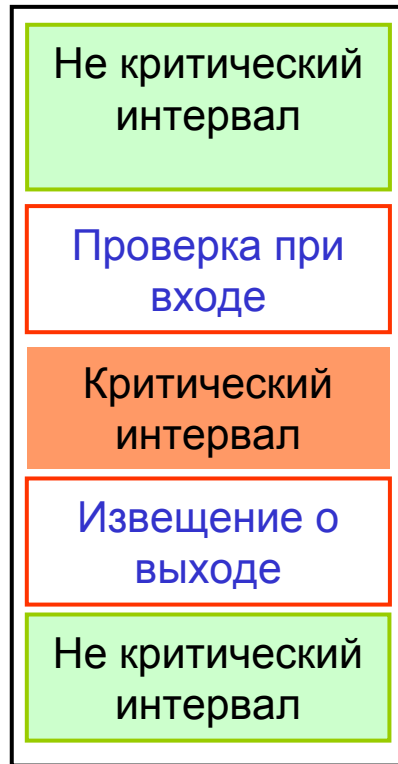 Не критический
интервал
Проверка при
входе
Критический
интервал
Извещение о
выходе
Не критический
интервал